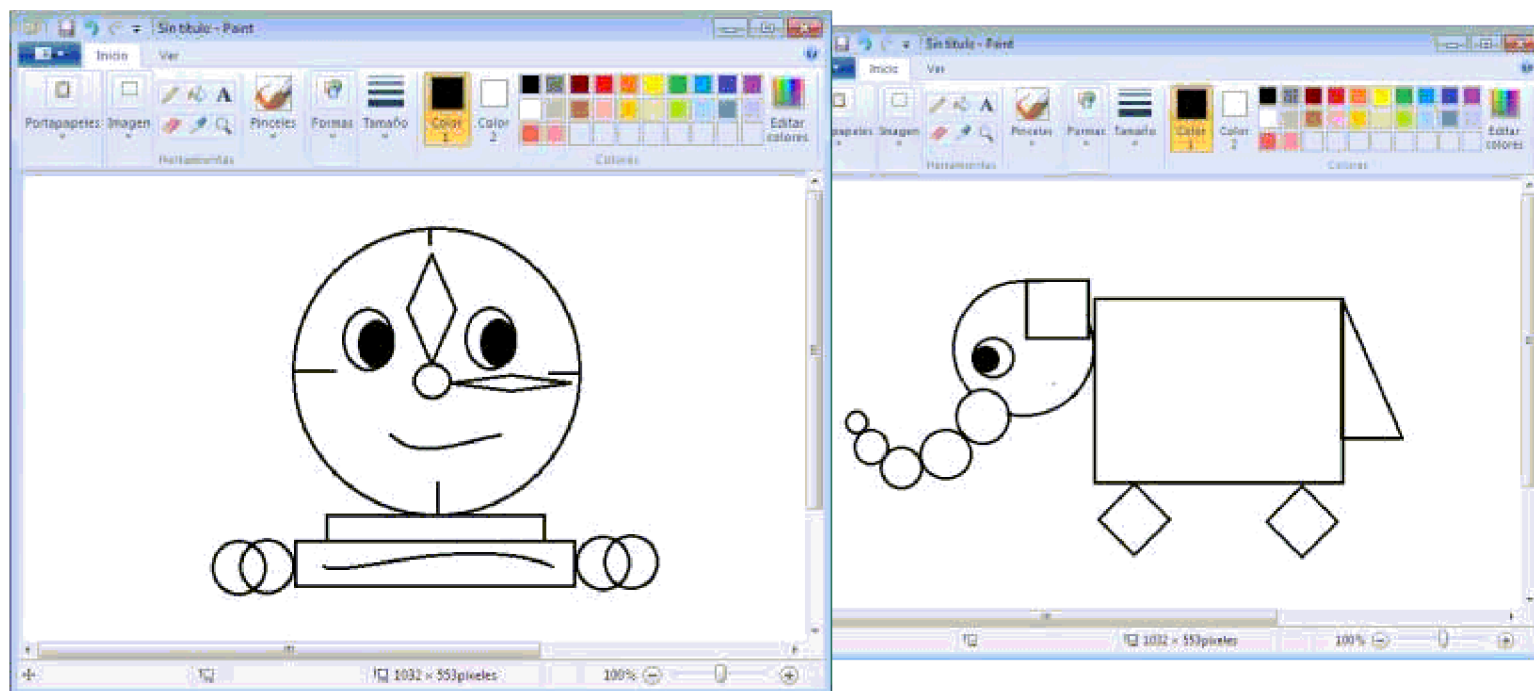 Sin título - Paint
Inicio Ver
Portapapeles Imagen Pinceles Formas Tamaño Color 1 Color 2 Editar colores
Herramientas Colores
1032 × 553píxeles 100%
Sin título - Paint
Inicio Ver
Imagen Pinceles Formas Tamaño Color 1 Color 2 Editar colores
Herramientas Colores
1032 × 553píxeles 100%